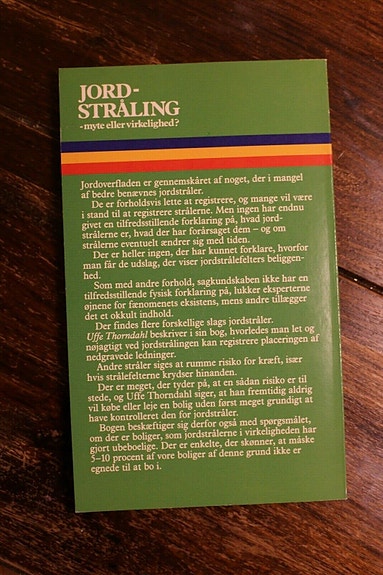 JORD-
STRÅLING
- myte eller virkelighed?
Jordoverfladen er gennemskåret af noget, der i mangel
af bedre benævnes jordstråler.
De er forholdsvis lette at registrere, og mange vil være
i stand til at registrere strålerne. Men ingen har endnu
givet en tilfredsstillende forklaring på, hvad jord-
strålerne er, hvad der har forårsaget dem – og om
strålerne eventuelt ændrer sig med tiden.
Der er heller ingen, der har kunnet forklare, hvorfor
man får de udslag, der viser jordstrålefelters beliggen-
hed.
Som med andre forhold, sagkundskaben ikke har en
tilfredsstillende fysisk forklaring på, lukker eksperterne
øjnene for fænomenets eksistens, mens andre tillægger
det et okkult indhold.
Der findes flere forskellige slags jordstråler.
Uffe Thorndahl beskriver i sin bog, hvorledes man let og
nøjagtigt ved jordstrålingen kan registrere placeringen af
nedgravede ledninger.
Andre stråler siges at rumme risiko for kræft, især
hvis strålefelterne krydser hinanden.
Der er meget, der tyder på, at en sådan risiko er til
stede, og Uffe Thorndahl siger, at han fremtidig aldrig
vil købe eller leje en bolig uden først meget grundigt at
have kontrolleret den for jordstråler.
Bogen beskæftiger sig derfor også med spørgsmålet,
om der er boliger, som jordstrålerne i virkeligheden har
gjort ubeboelige. Der er enkelte, der skønner, at måske
5–10 procent af vore boliger af denne grund ikke er
egnede til at bo i.